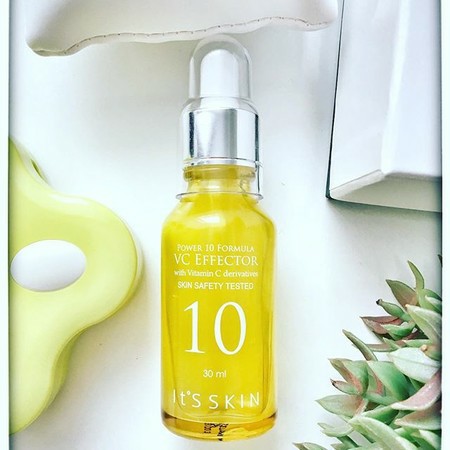 POWER 10 FORMULA
VC EFFECTOR
with Vitamin C derivatives
SKIN SAFETY TESTED
10
30 ml
It'S SKIN